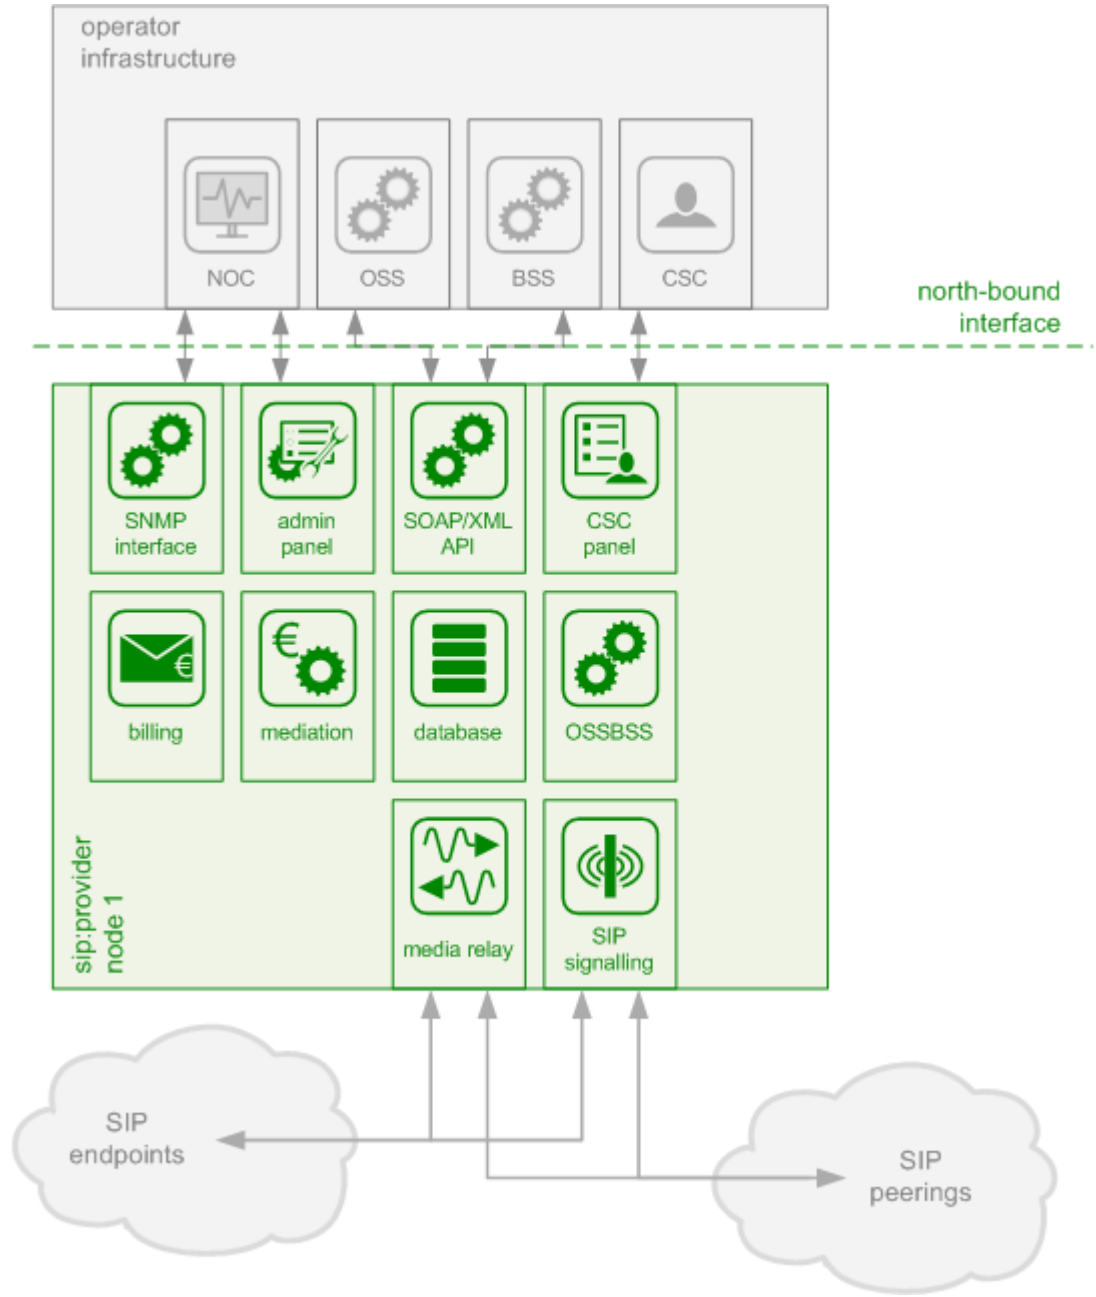 operator
infrastructure
NOC
OSS
BSS
CSC
north-bound
interface
SNMP
interface
admin
panel
SOAP/XML
API
CSC
panel
€
€
billing
mediation
database
OSSBSS
sip:provider
node 1
media relay
SIP
signalling
SIP
endpoints
SIP
peerings